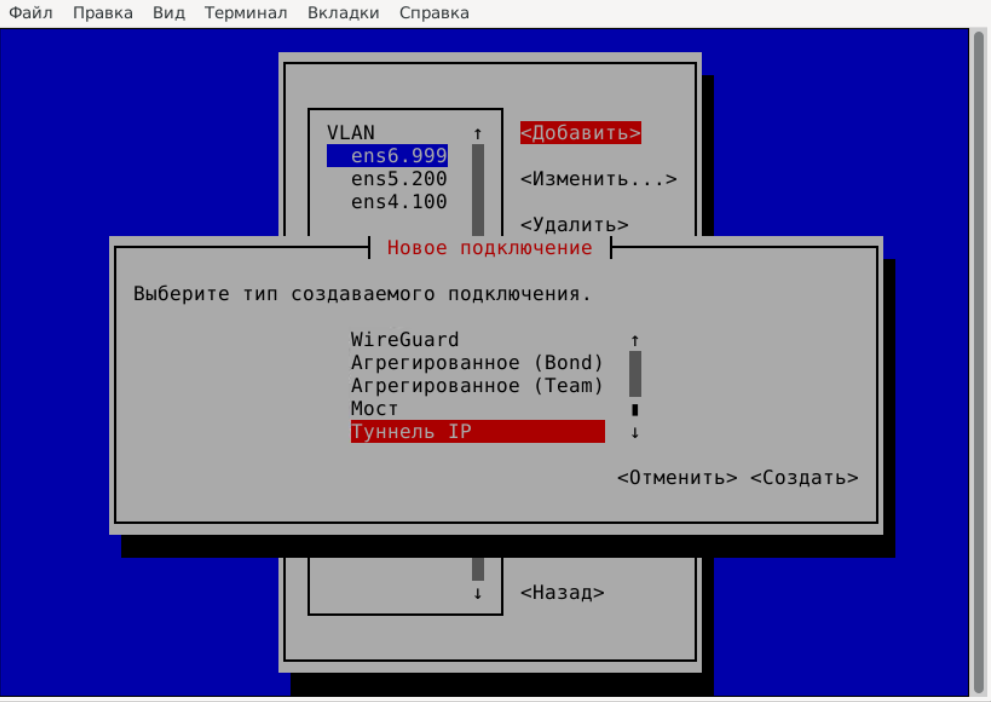 Файл Правка Вид Терминал Вкладки Справка
VLAN ↑ <Добавить>
ens6.999
ens5.200 <Изменить...>
ens4.100
<Удалить>
Новое подключение
Выберите тип создаваемого подключения.
WireGuard ↑
Агрегированное (Bond)
Агрегированное (Team)
Мост
Туннель IP ↓
<Отменить> <Создать>
↓ <Назад>